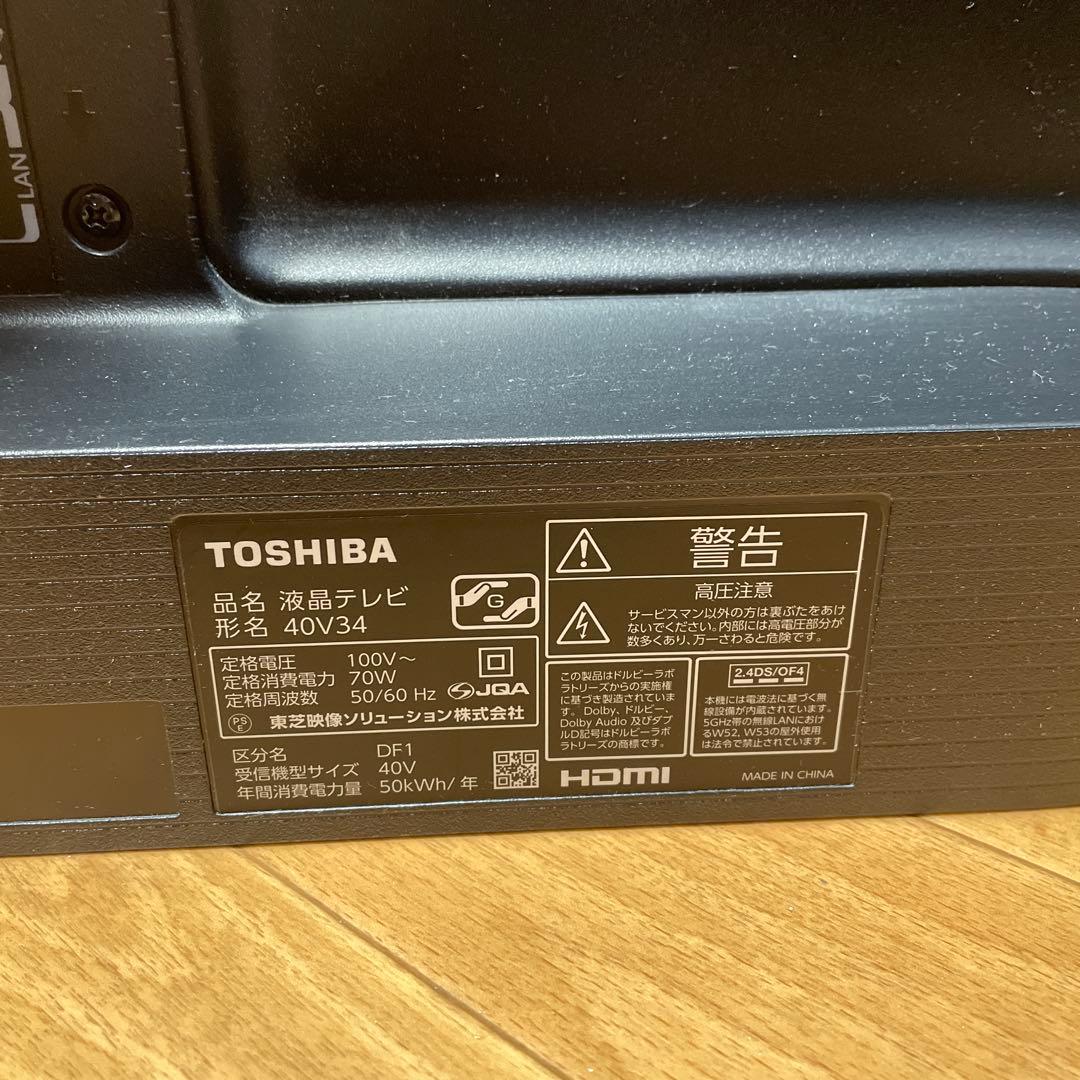 LAN
TOSHIBA
品名 液晶テレビ
形名 40V34
G
定格電圧 100V～
定格消費電力 70W
定格周波数 50/60 Hz
JQA
PS
E
東芝映像ソリューション株式会社
区分名 DF1
受信機型サイズ 40V
年間消費電力量 50kWh/年
警告
高圧注意
サービスマン以外の方は裏ぶたをあけ
ないでください。内部には高電圧部分が
数多くあり、万一さわると危険です。
この製品はドルビーラボ
ラトリーズからの実施権
に基づき製造されていま
す。Dolby、ドルビー、
Dolby Audio 及びダブ
ルD記号はドルビーラボ
ラトリーズの商標です。
2.4DS/OF4
本機には電波法に基づく無
線設備が内蔵されています。
5GHz帯の無線LANにおけ
るW52, W53の屋外使用
は法令で禁止されています。
HDMI
MADE IN CHINA